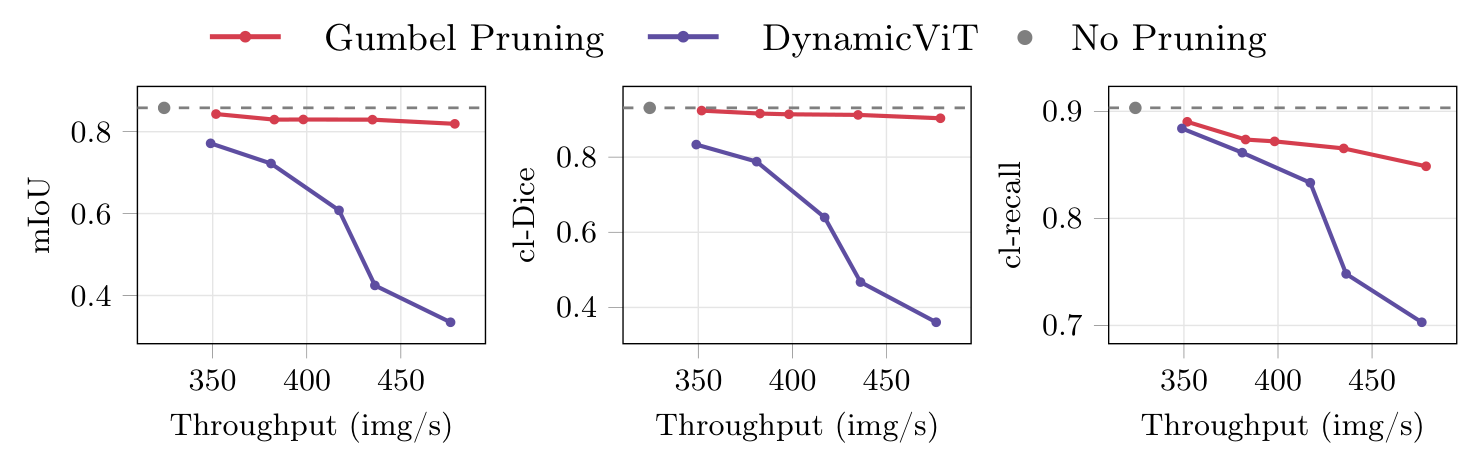 Gumbel Pruning DynamicViT No Pruning
mIoU
0.8
0.6
0.4
350 400 450
Throughput (img/s)
cl-Dice
0.8
0.6
0.4
350 400 450
Throughput (img/s)
cl-recall
0.9
0.8
0.7
350 400 450
Throughput (img/s)